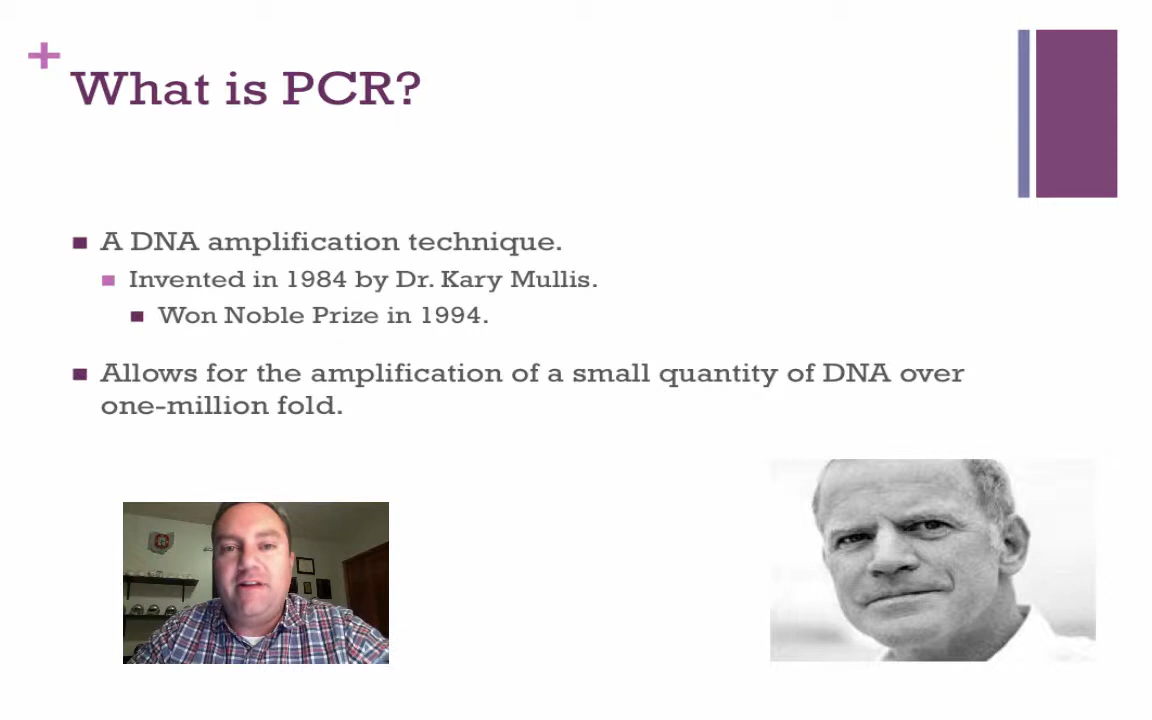 What is PCR?
A DNA amplification technique.
Invented in 1984 by Dr. Kary Mullis.
Won Noble Prize in 1994.
Allows for the amplification of a small quantity of DNA over
one-million fold.